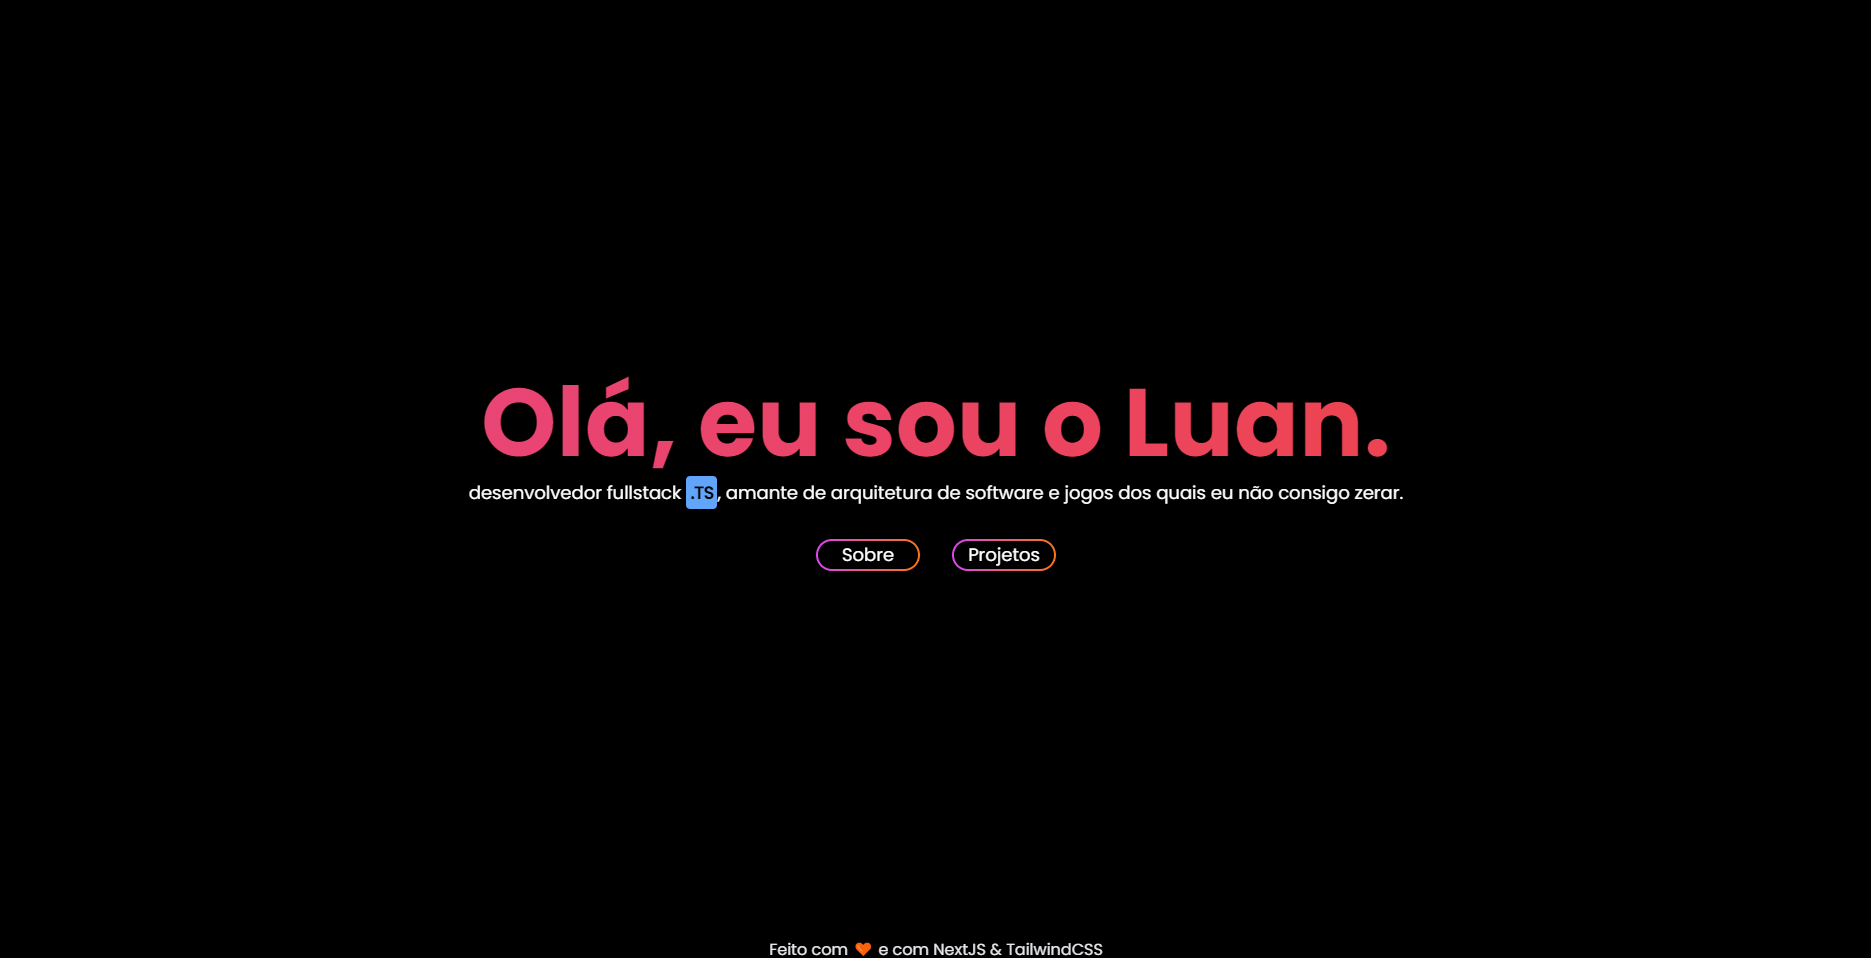 Olá, eu sou o Luan.
desenvolvedor fullstack .TS, amante de arquitetura de software e jogos dos quais eu não consigo zerar.
Sobre Projetos
Feito com 🧡 e com NextJS & TailwindCSS